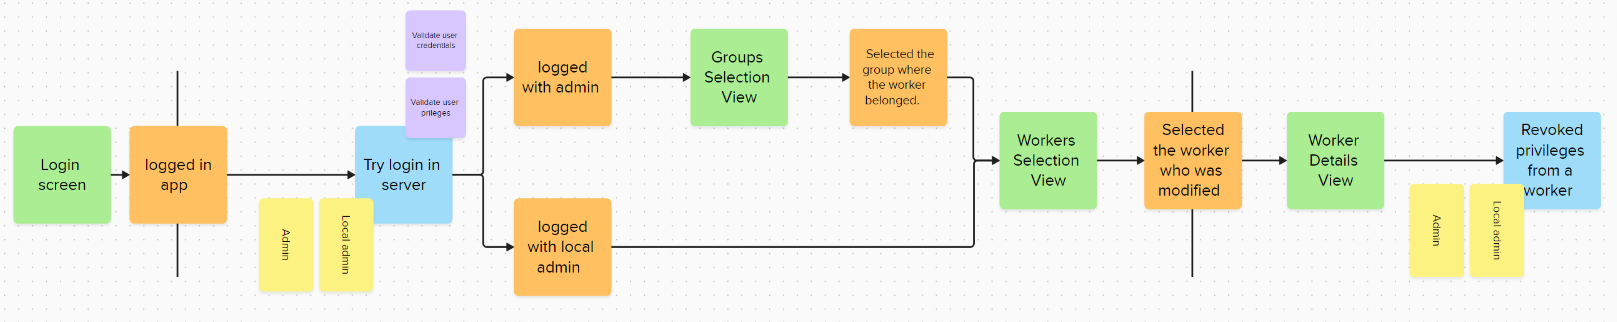 Login
screen
logged in
app
Admin
Local admin
Validate user
credentials
Validate user
prileges
Try login in
server
logged
with admin
Groups
Selection
View
Selected the
group where
the worker
belonged.
logged
with local
admin
Workers
Selection
View
Selected
the worker
who was
modified
Worker
Details
View
Admin
Local admin
Revoked
privileges
from a
worker